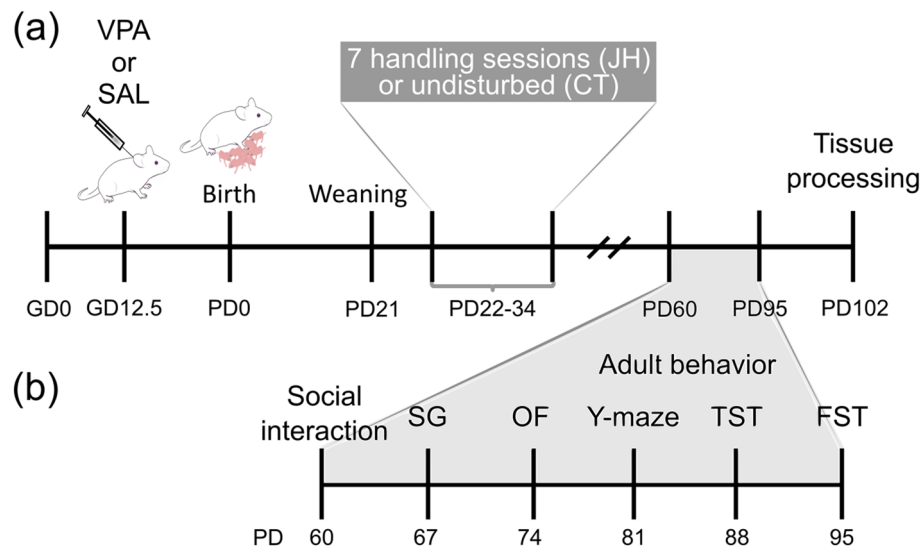 (a)
VPA
or
SAL
7 handling sessions (JH)
or undisturbed (CT)
Birth
Weaning
Tissue
processing
GD0 GD12.5 PD0 PD21 PD22-34 PD60 PD95 PD102
(b)
Adult behavior
Social
interaction SG OF Y-maze TST FST
PD 60 67 74 81 88 95